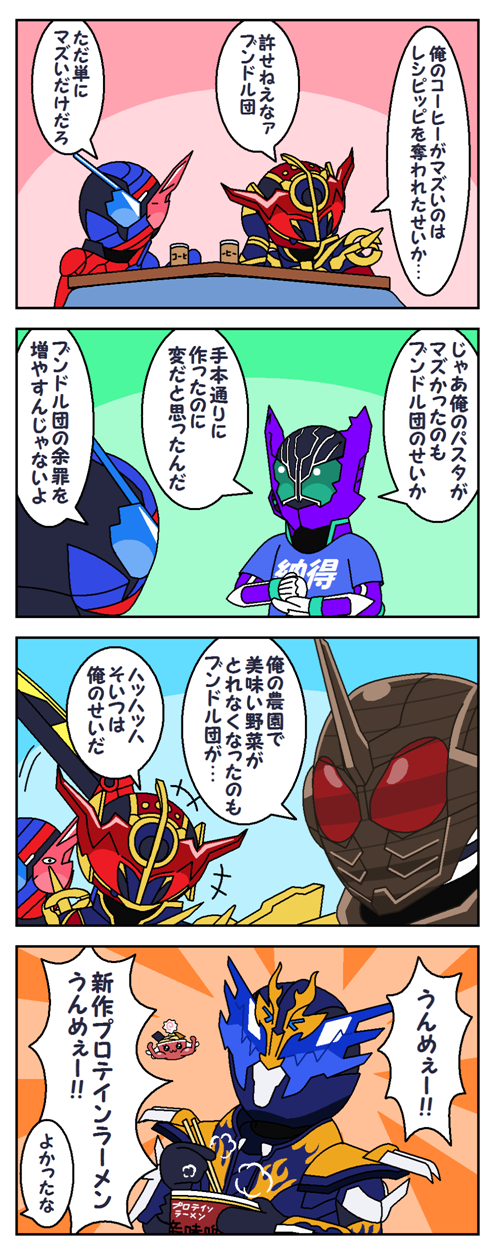 俺のコーヒーがマズいのは
レシピッピを奪われたせいか…
許せねえなァ
ブンドル団
ただ単に
マズいだけだろ
コーヒー
コーヒー
じゃあ俺のパスタが
マズかったのも
ブンドル団のせいか
手本通りに
作ったのに
変だと思ったんだ
ブンドル団の余罪を
増やすんじゃないよ
納得
俺の農園で
美味い野菜が
とれなくなったのも
ブンドル団が…
ハッハッハ
そいつは
俺のせいだ
うんめぇー!!
新作プロテインラーメン
うんめぇー!!
よかったな
プロテイン
ラーメン